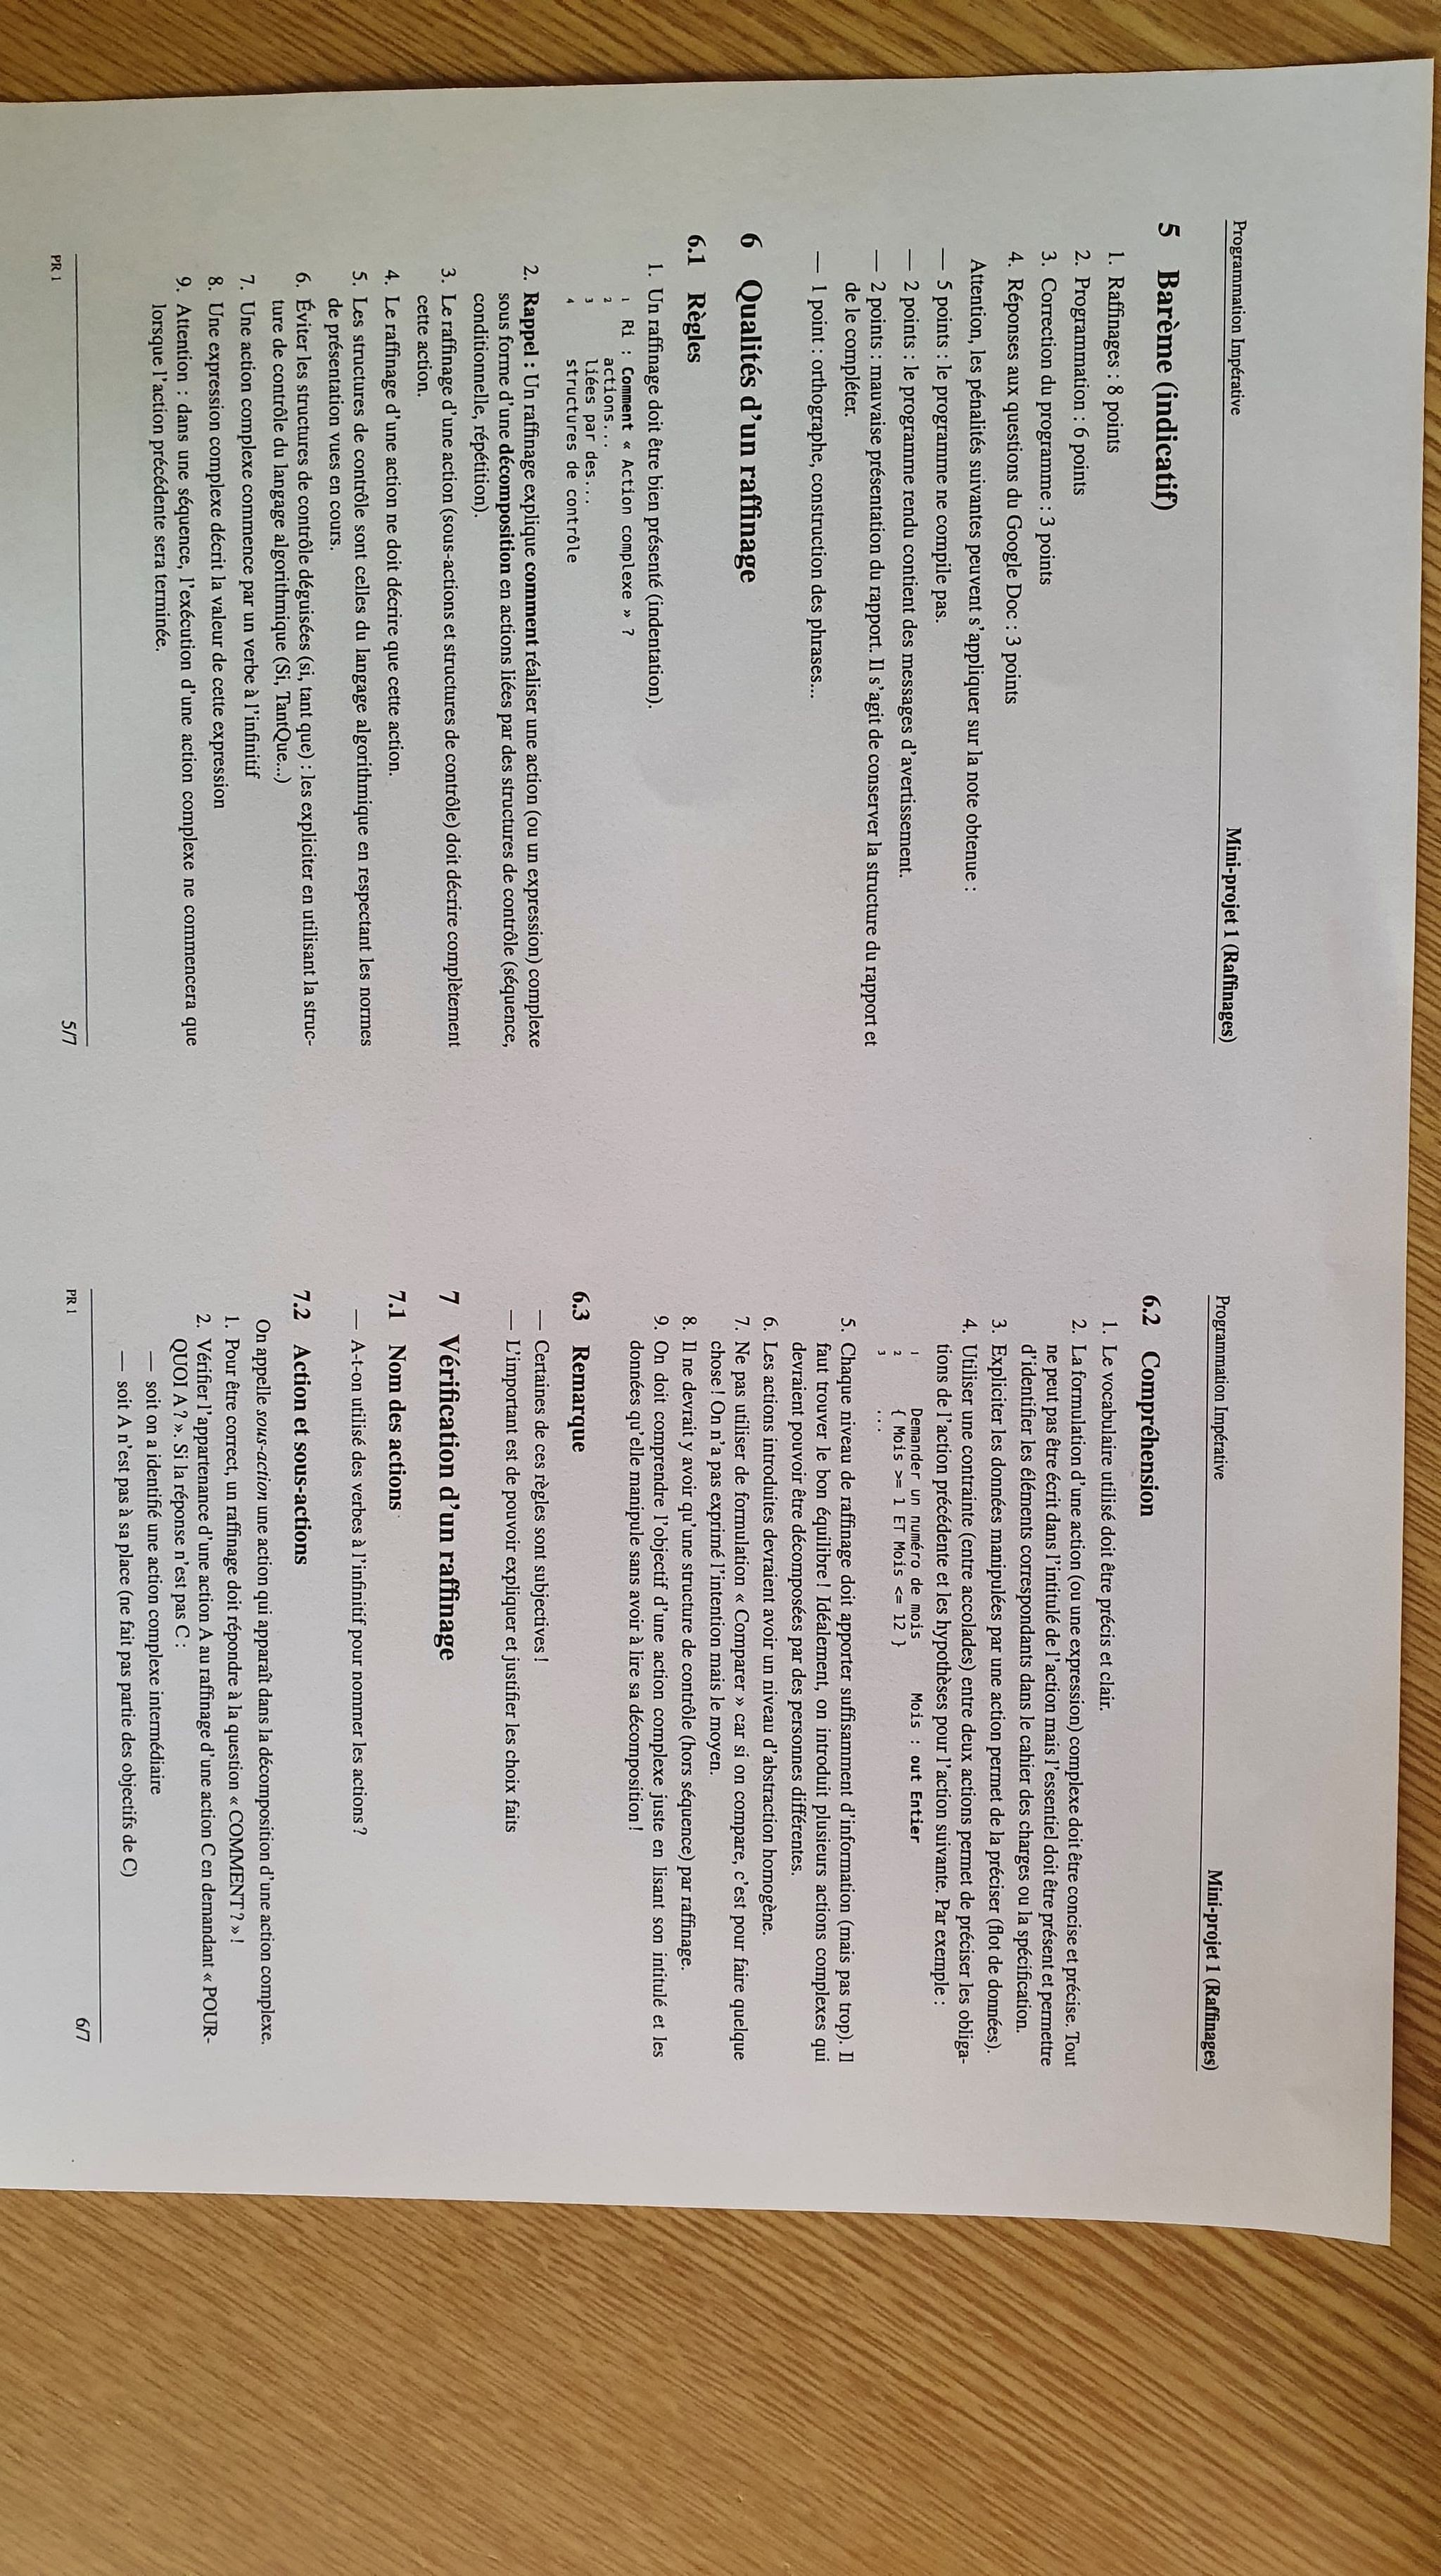 Programmation Impérative Mini-projet 1 (Raffinages)
5 Barème (indicatif)
1. Raffinages : 8 points
2. Programmation : 6 points
3. Correction du programme : 3 points
4. Réponses aux questions du Google Doc : 3 points
Attention, les pénalités suivantes peuvent s'appliquer sur la note obtenue :
— 5 points : le programme ne compile pas.
— 2 points : le programme rendu contient des messages d'avertissement.
— 2 points : mauvaise présentation du rapport. Il s'agit de conserver la structure du rapport et
de le compléter.
— 1 point : orthographe, construction des phrases...
6 Qualités d'un raffinage
6.1 Règles
1. Un raffinage doit être bien présenté (indentation).
1 Ri : Comment « Action complexe » ?
2 actions...
3 liées par des...
4 structures de contrôle
2. Rappel : Un raffinage explique comment réaliser une action (ou un expression) complexe
sous forme d'une décomposition en actions liées par des structures de contrôle (séquence,
conditionnelle, répétition).
3. Le raffinage d'une action (sous-actions et structures de contrôle) doit décrire complètement
cette action.
4. Le raffinage d'une action ne doit décrire que cette action.
5. Les structures de contrôle sont celles du langage algorithmique en respectant les normes
de présentation vues en cours.
6. Éviter les structures de contrôle déguisées (si, tant que) : les expliciter en utilisant la struc-
ture de contrôle du langage algorithmique (Si, TantQue...)
7. Une action complexe commence par un verbe à l'infinitif
8. Une expression complexe décrit la valeur de cette expression
9. Attention : dans une séquence, l'exécution d'une action complexe ne commencera que
lorsque l'action précédente sera terminée.
PR 1 5/7
Programmation Impérative Mini-projet 1 (Raffinages)
6.2 Compréhension
1. Le vocabulaire utilisé doit être précis et clair.
2. La formulation d'une action (ou une expression) complexe doit être concise et précise. Tout
ne peut pas être écrit dans l'intitulé de l'action mais l'essentiel doit être présent et permettre
d'identifier les éléments correspondants dans le cahier des charges ou la spécification.
3. Expliciter les données manipulées par une action permet de la préciser (flot de données).
4. Utiliser une contrainte (entre accolades) entre deux actions permet de préciser les obliga-
tions de l'action précédente et les hypothèses pour l'action suivante. Par exemple :
1 Demander un numéro de mois Mois : out Entier
2 { Mois >= 1 ET Mois <= 12 }
3 ...
5. Chaque niveau de raffinage doit apporter suffisamment d'information (mais pas trop). Il
faut trouver le bon équilibre ! Idéalement, on introduit plusieurs actions complexes qui
devraient pouvoir être décomposées par des personnes différentes.
6. Les actions introduites devraient avoir un niveau d'abstraction homogène.
7. Ne pas utiliser de formulation « Comparer » car si on compare, c'est pour faire quelque
chose ! On n'a pas exprimé l'intention mais le moyen.
8. Il ne devrait y avoir qu'une structure de contrôle (hors séquence) par raffinage.
9. On doit comprendre l'objectif d'une action complexe juste en lisant son intitulé et les
données qu'elle manipule sans avoir à lire sa décomposition !
6.3 Remarque
— Certaines de ces règles sont subjectives !
— L'important est de pouvoir expliquer et justifier les choix faits
7 Vérification d'un raffinage
7.1 Nom des actions
— A-t-on utilisé des verbes à l'infinitif pour nommer les actions ?
7.2 Action et sous-actions
On appelle sous-action une action qui apparaît dans la décomposition d'une action complexe.
1. Pour être correct, un raffinage doit répondre à la question « COMMENT ? » !
2. Vérifier l'appartenance d'une action A au raffinage d'une action C en demandant « POUR-
QUOI A ? ». Si la réponse n'est pas C :
— soit on a identifié une action complexe intermédiaire
— soit A n'est pas à sa place (ne fait pas partie des objectifs de C)
PR 1 6/7